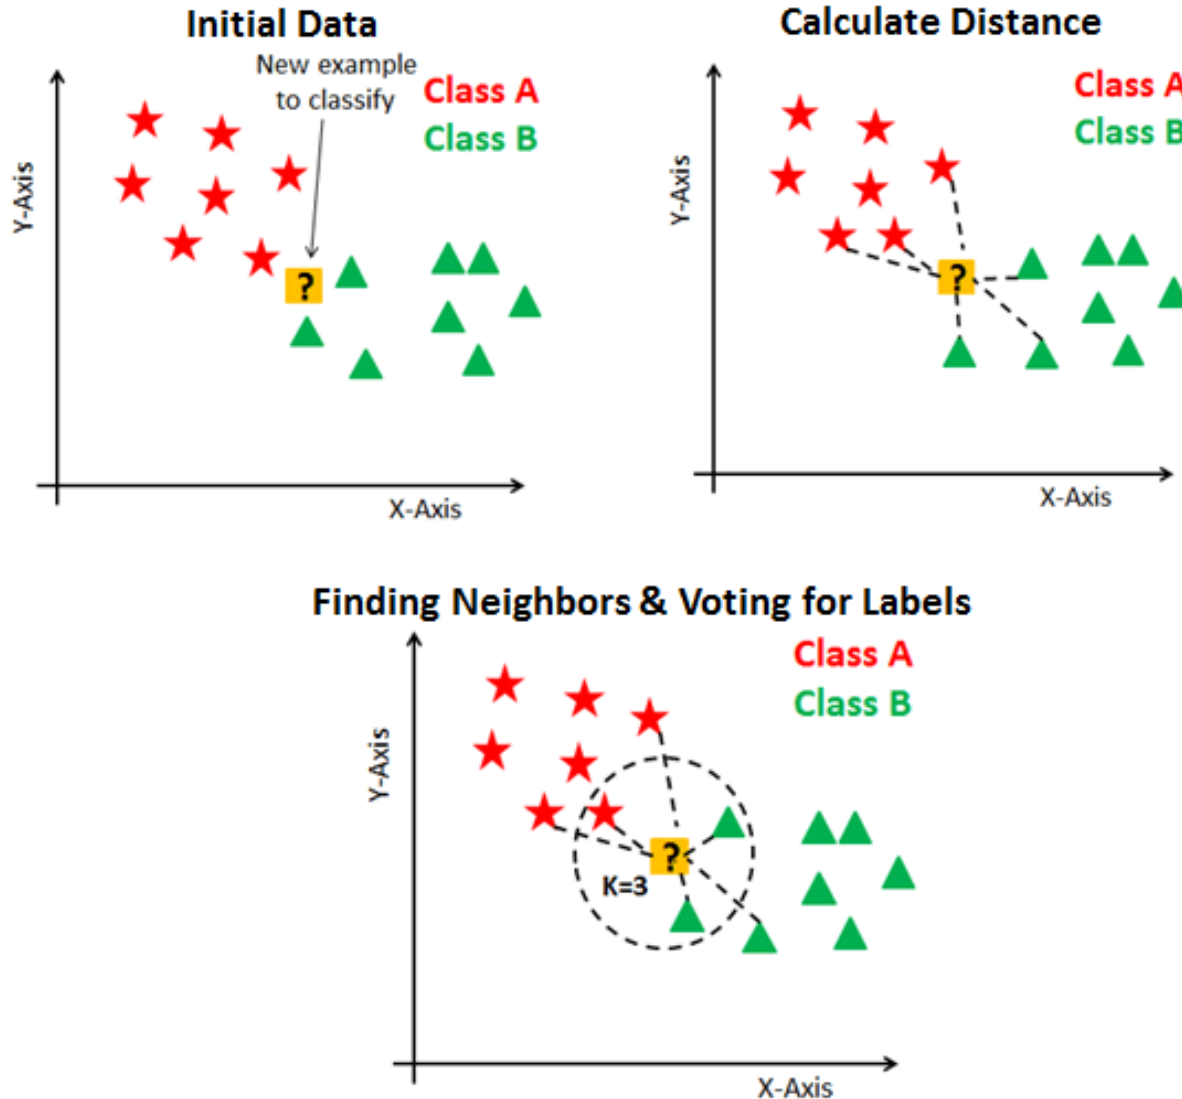 Initial Data
New example
to classify
Class A
Class B
Y-Axis
?
X-Axis
Calculate Distance
Class A
Class B
Y-Axis
?
X-Axis
Finding Neighbors & Voting for Labels
Class A
Class B
Y-Axis
?
K=3
X-Axis